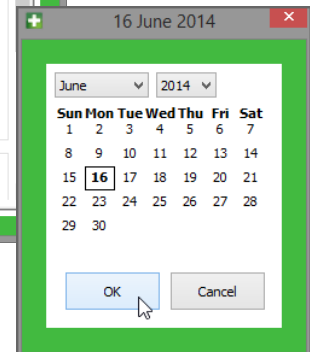 16 June 2014
June 2014
Sun Mon Tue Wed Thu Fri Sat
1 2 3 4 5 6 7
8 9 10 11 12 13 14
15 16 17 18 19 20 21
22 23 24 25 26 27 28
29 30
OK Cancel